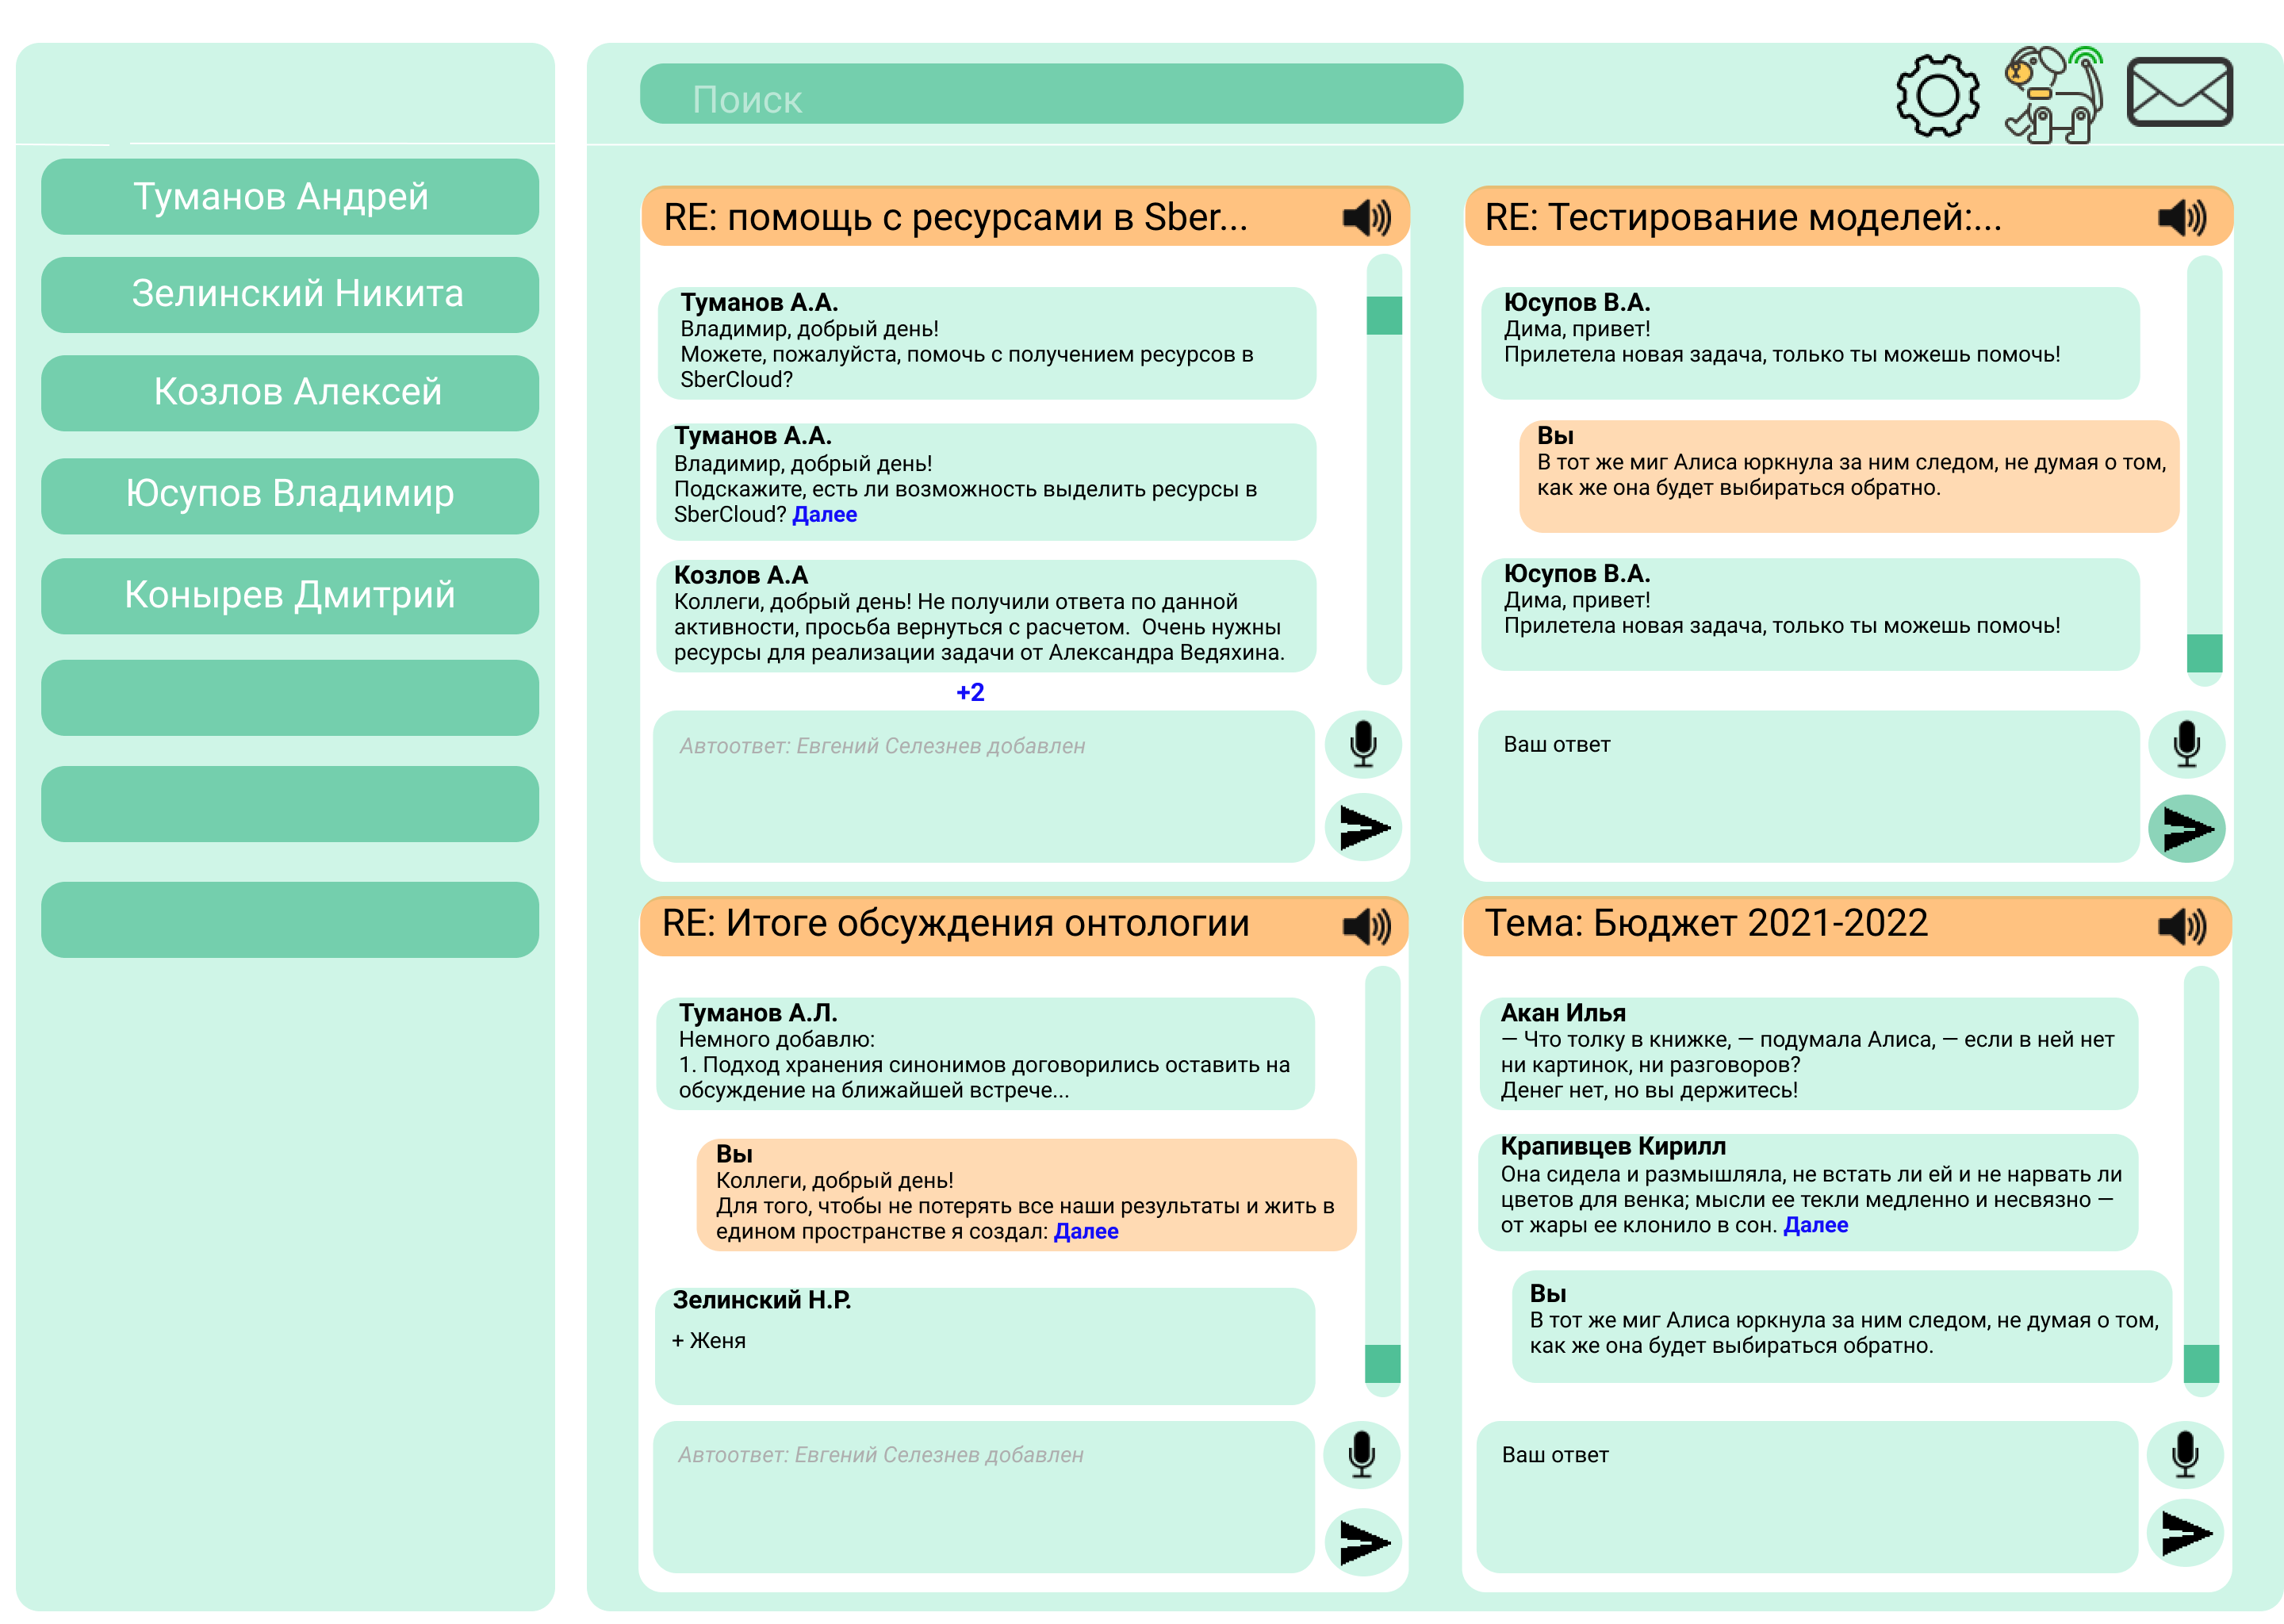 Поиск
Туманов Андрей
Зелинский Никита
Козлов Алексей
Юсупов Владимир
Конырев Дмитрий
RE: помощь с ресурсами в Sber...
Туманов А.А.
Владимир, добрый день!
Можете, пожалуйста, помочь с получением ресурсов в
SberCloud?
Туманов А.А.
Владимир, добрый день!
Подскажите, есть ли возможность выделить ресурсы в
SberCloud? Далее
Козлов А.А
Коллеги, добрый день! Не получили ответа по данной
активности, просьба вернуться с расчетом.  Очень нужны
ресурсы для реализации задачи от Александра Ведяхина.
+2
Автоответ: Евгений Селезнев добавлен
RE: Тестирование моделей:...
Юсупов В.А.
Дима, привет!
Прилетела новая задача, только ты можешь помочь!
Вы
В тот же миг Алиса юркнула за ним следом, не думая о том,
как же она будет выбираться обратно.
Юсупов В.А.
Дима, привет!
Прилетела новая задача, только ты можешь помочь!
Ваш ответ
RE: Итоге обсуждения онтологии
Туманов А.Л.
Немного добавлю:
1. Подход хранения синонимов договорились оставить на
обсуждение на ближайшей встрече...
Вы
Коллеги, добрый день!
Для того, чтобы не потерять все наши результаты и жить в
едином пространстве я создал: Далее
Зелинский Н.Р.
+ Женя
Автоответ: Евгений Селезнев добавлен
Тема: Бюджет 2021-2022
Акан Илья
— Что толку в книжке, — подумала Алиса, — если в ней нет
ни картинок, ни разговоров?
Денег нет, но вы держитесь!
Крапивцев Кирилл
Она сидела и размышляла, не встать ли ей и не нарвать ли
цветов для венка; мысли ее текли медленно и несвязно —
от жары ее клонило в сон. Далее
Вы
В тот же миг Алиса юркнула за ним следом, не думая о том,
как же она будет выбираться обратно.
Ваш ответ